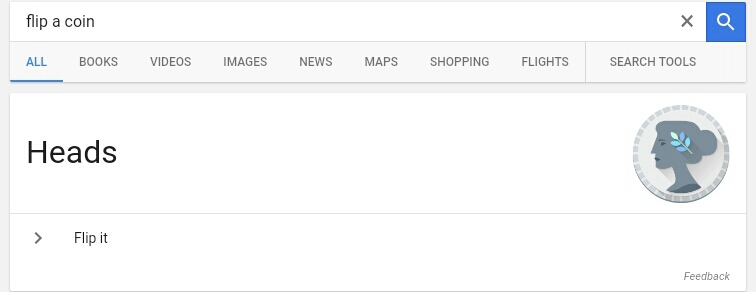 flip a coin
ALL BOOKS VIDEOS IMAGES NEWS MAPS SHOPPING FLIGHTS SEARCH TOOLS
Heads
Flip it
Feedback